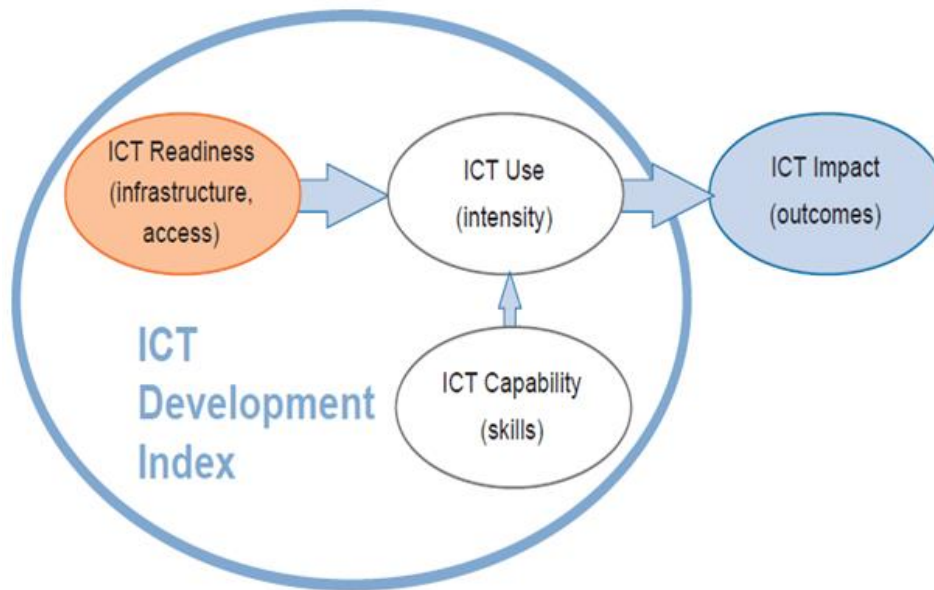 ICT Readiness
(infrastructure,
access)
ICT Use
(intensity)
ICT Impact
(outcomes)
ICT
Development
Index
ICT Capability
(skills)